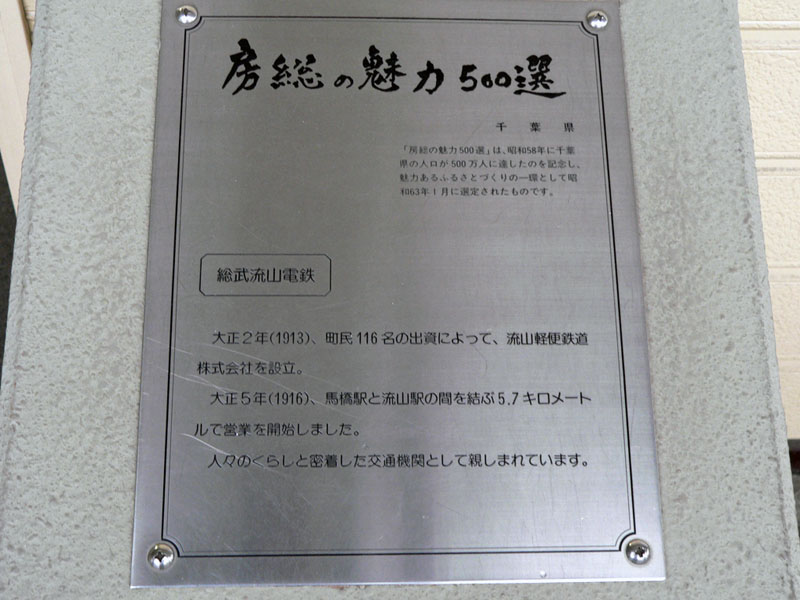 房総の魅力500選
千葉県
「房総の魅力500選」は、昭和58年に千葉
県の人口が500万人に達したのを記念し、
魅力あるふるさとづくりの一環として昭
和63年1月に選定されたものです。
総武流山電鉄
大正2年(1913)、町民116名の出資によって、流山軽便鉄道
株式会社を設立。
大正5年(1916)、馬橋駅と流山駅の間を結ぶ5.7キロメート
ルで営業を開始しました。
人々のくらしと密着した交通機関として親しまれています。